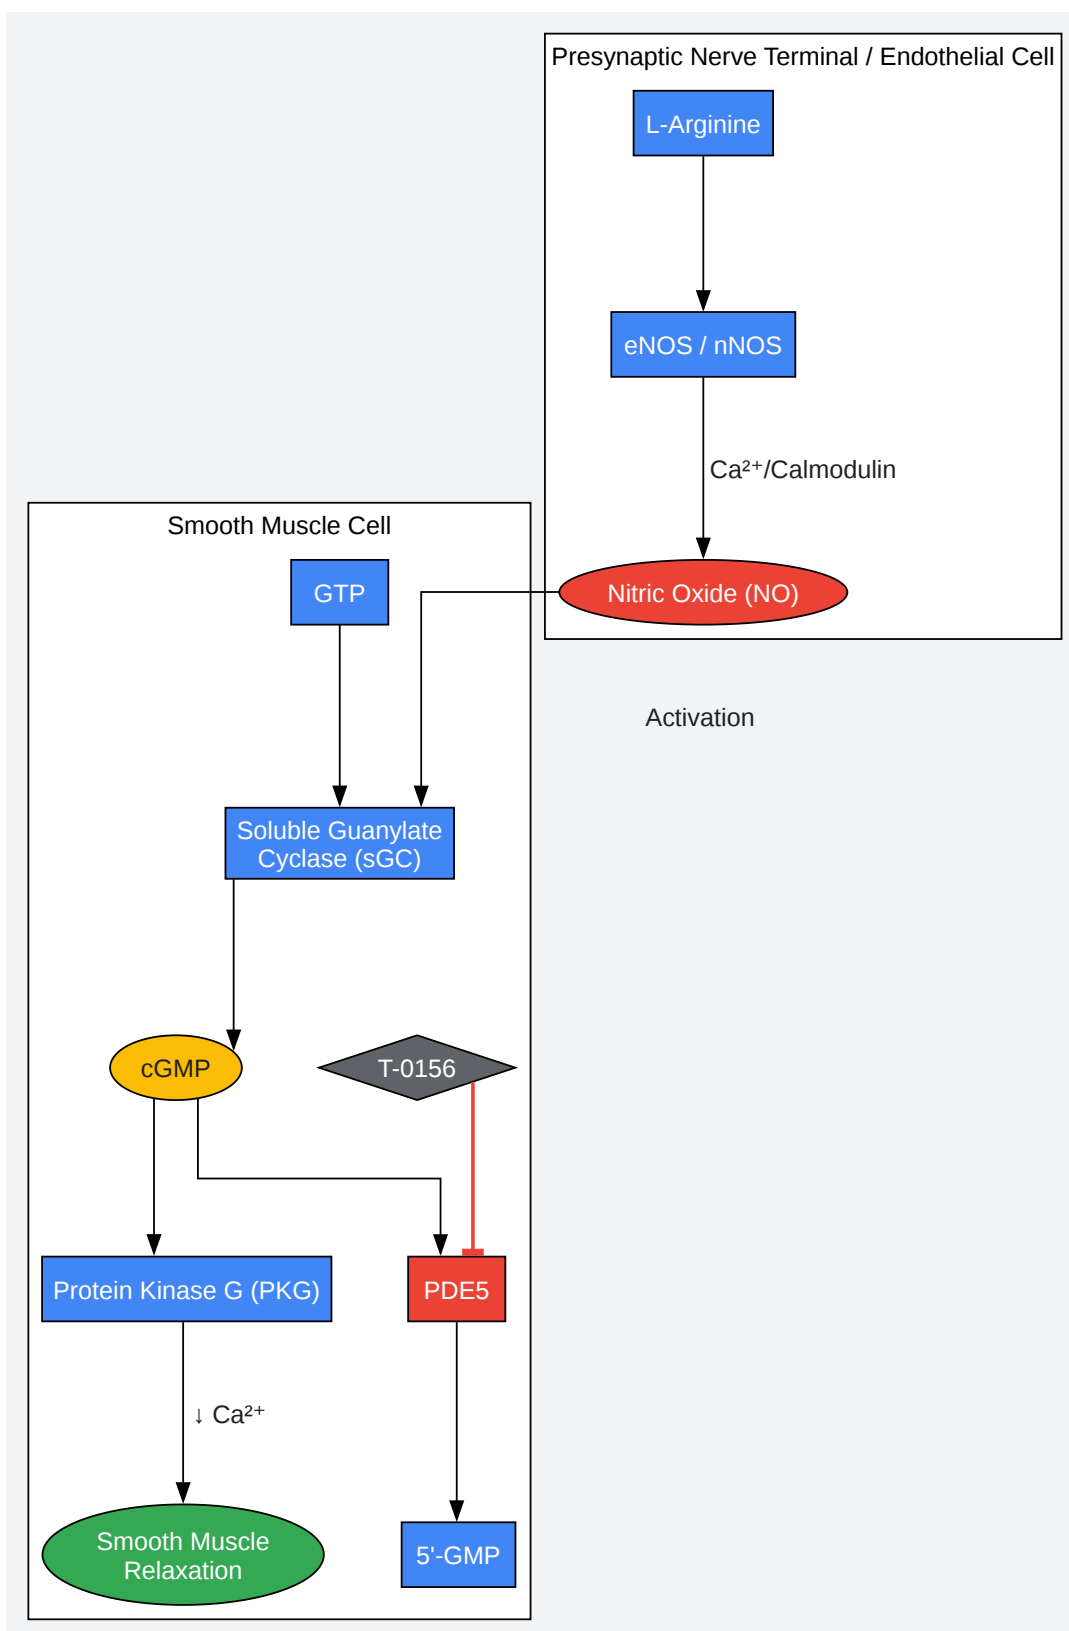 Presynaptic Nerve Terminal / Endothelial Cell
L-Arginine
eNOS / nNOS
Ca²⁺/Calmodulin
Nitric Oxide (NO)
Activation
Smooth Muscle Cell
GTP
Soluble Guanylate
Cyclase (sGC)
cGMP
T-0156
Protein Kinase G (PKG)
PDE5
↓ Ca²⁺
Smooth Muscle
Relaxation
5'-GMP